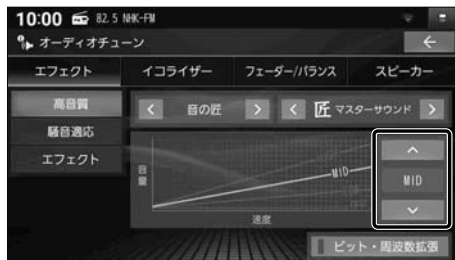 10:00 82.5 NHK-FM
オーディオチューン
エフェクト イコライザー フェーダー/バランス スピーカー
高音質 音の匠 匠 マスターサウンド
騒音適応
エフェクト
音量
MID
MID
速度
ビット・周波数拡張